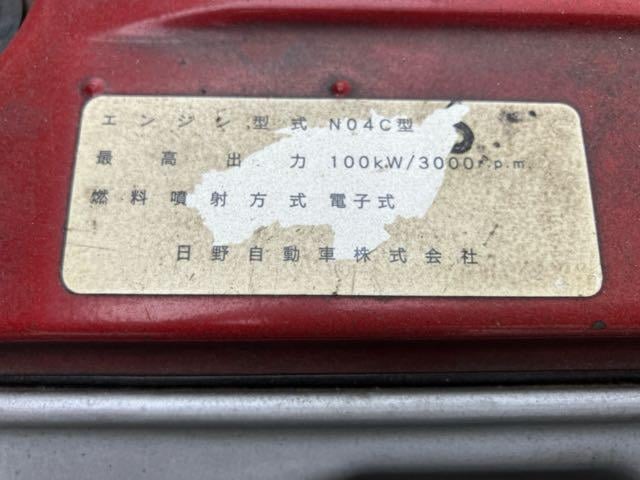 エンジン型式 N04C型
最高出力 100kW/3000r.p.m.
燃料噴射方式 電子式
日野自動車株式会社